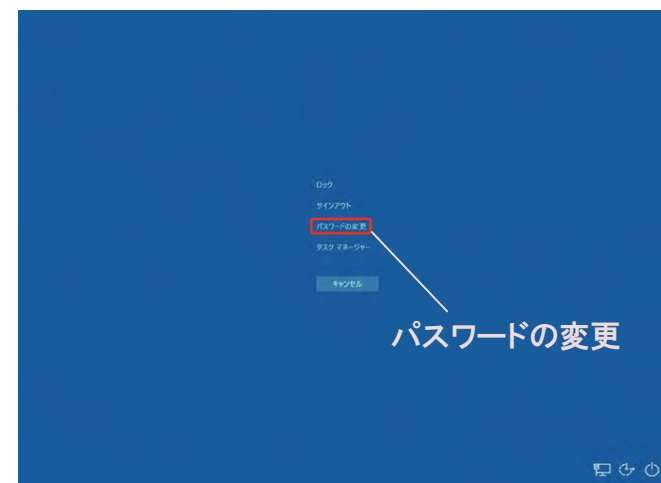 ロック
サインアウト
パスワードの変更
タスク マネージャー
キャンセル
パスワードの変更